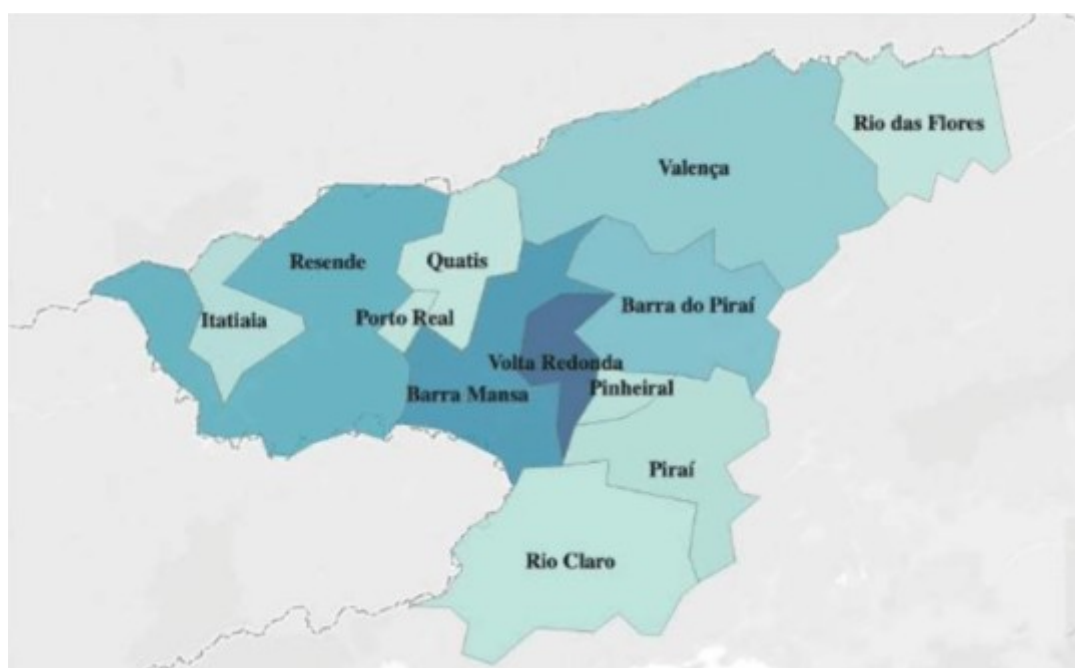 Rio das Flores
Valença
Resende
Quatis
Itatiaia
Porto Real
Barra do Piraí
Volta Redonda
Pinheiral
Barra Mansa
Piraí
Rio Claro